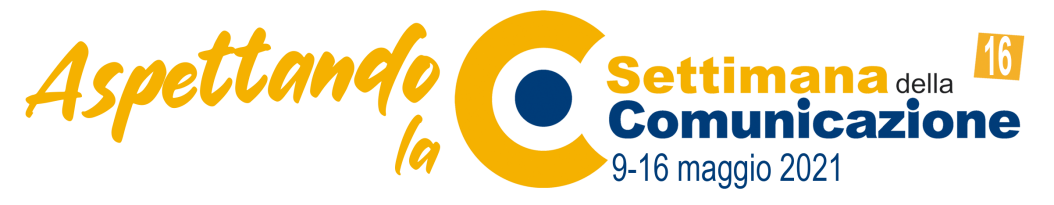 Aspettando
la
16
Settimana della
Comunicazione
9-16 maggio 2021